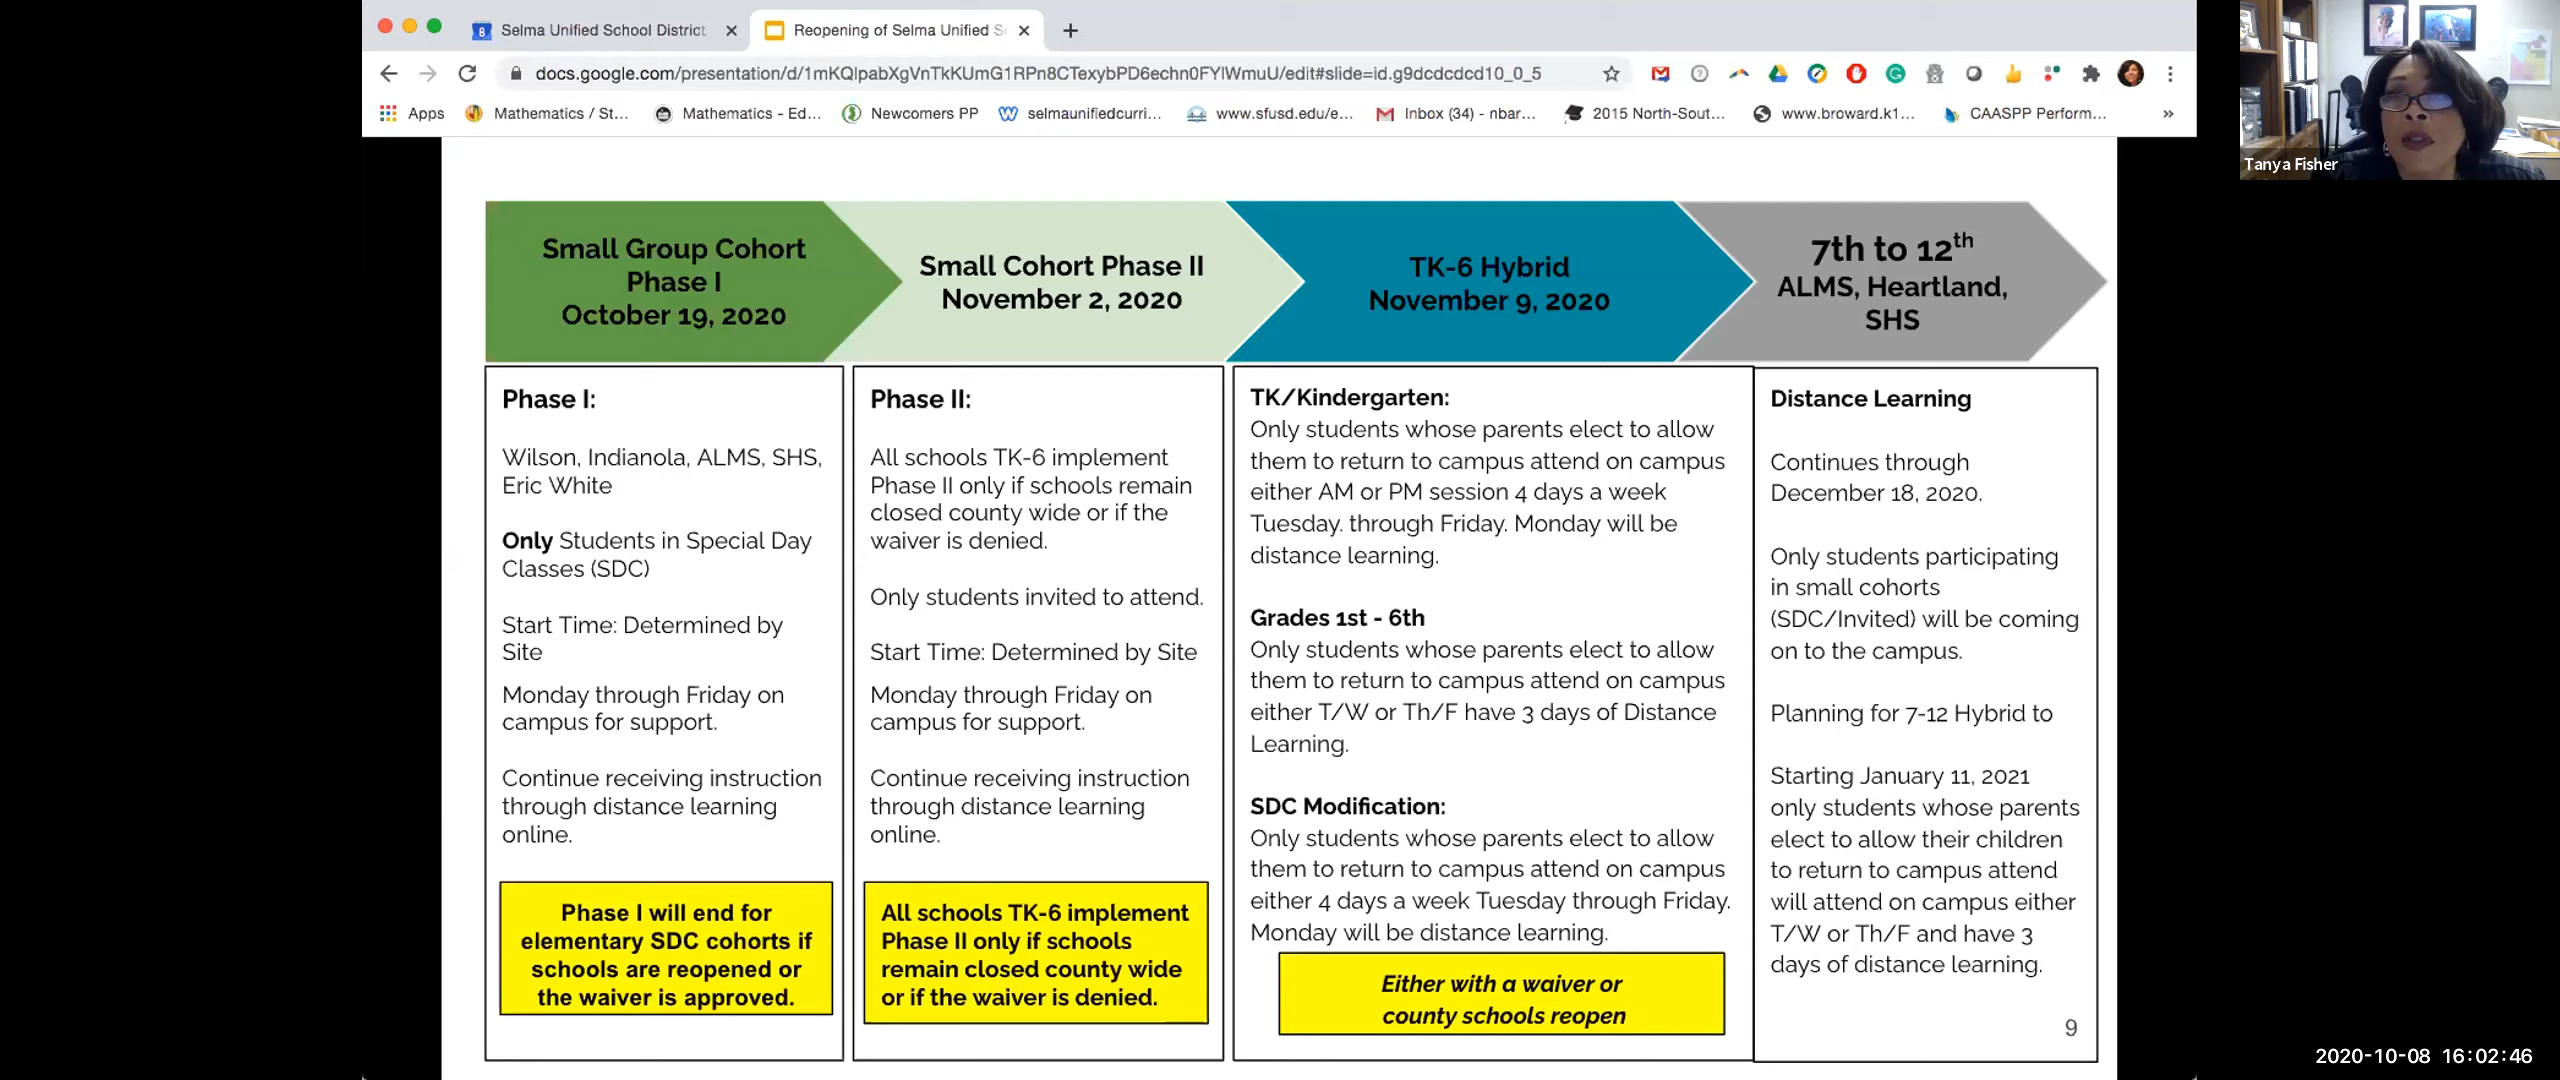 Selma Unified School District
Reopening of Selma Unified S
docs.google.com/presentation/d/1mKQlpabXgVnTkKUmG1RPn8CTexybPD6echn0FYlWmuU/edit#slide=id.g9dcdcdcd10_0_5
Apps Mathematics / St... Mathematics - Ed... Newcomers PP selmaunifiedcurri... www.sfusd.edu/e... Inbox (34) - nbar... 2015 North-Sout... www.broward.k1... CAASPP Perform... »
Tanya Fisher
Small Group Cohort
Phase I
October 19, 2020
Small Cohort Phase II
November 2, 2020
TK-6 Hybrid
November 9, 2020
7th to 12th
ALMS, Heartland,
SHS
Phase I:
Wilson, Indianola, ALMS, SHS,
Eric White
Only Students in Special Day
Classes (SDC)
Start Time: Determined by
Site
Monday through Friday on
campus for support.
Continue receiving instruction
through distance learning
online.
Phase I will end for
elementary SDC cohorts if
schools are reopened or
the waiver is approved.
Phase II:
All schools TK-6 implement
Phase II only if schools remain
closed county wide or if the
waiver is denied.
Only students invited to attend.
Start Time: Determined by Site
Monday through Friday on
campus for support.
Continue receiving instruction
through distance learning
online.
All schools TK-6 implement
Phase II only if schools
remain closed county wide
or if the waiver is denied.
TK/Kindergarten:
Only students whose parents elect to allow
them to return to campus attend on campus
either AM or PM session 4 days a week
Tuesday. through Friday. Monday will be
distance learning.
Grades 1st - 6th
Only students whose parents elect to allow
them to return to campus attend on campus
either T/W or Th/F have 3 days of Distance
Learning.
SDC Modification:
Only students whose parents elect to allow
them to return to campus attend on campus
either 4 days a week Tuesday through Friday.
Monday will be distance learning.
Either with a waiver or
county schools reopen
Distance Learning
Continues through
December 18, 2020.
Only students participating
in small cohorts
(SDC/Invited) will be coming
on to the campus.
Planning for 7-12 Hybrid to
Starting January 11, 2021
only students whose parents
elect to allow their children
to return to campus attend
will attend on campus either
T/W or Th/F and have 3
days of distance learning.
9
2020-10-08 16:02:46